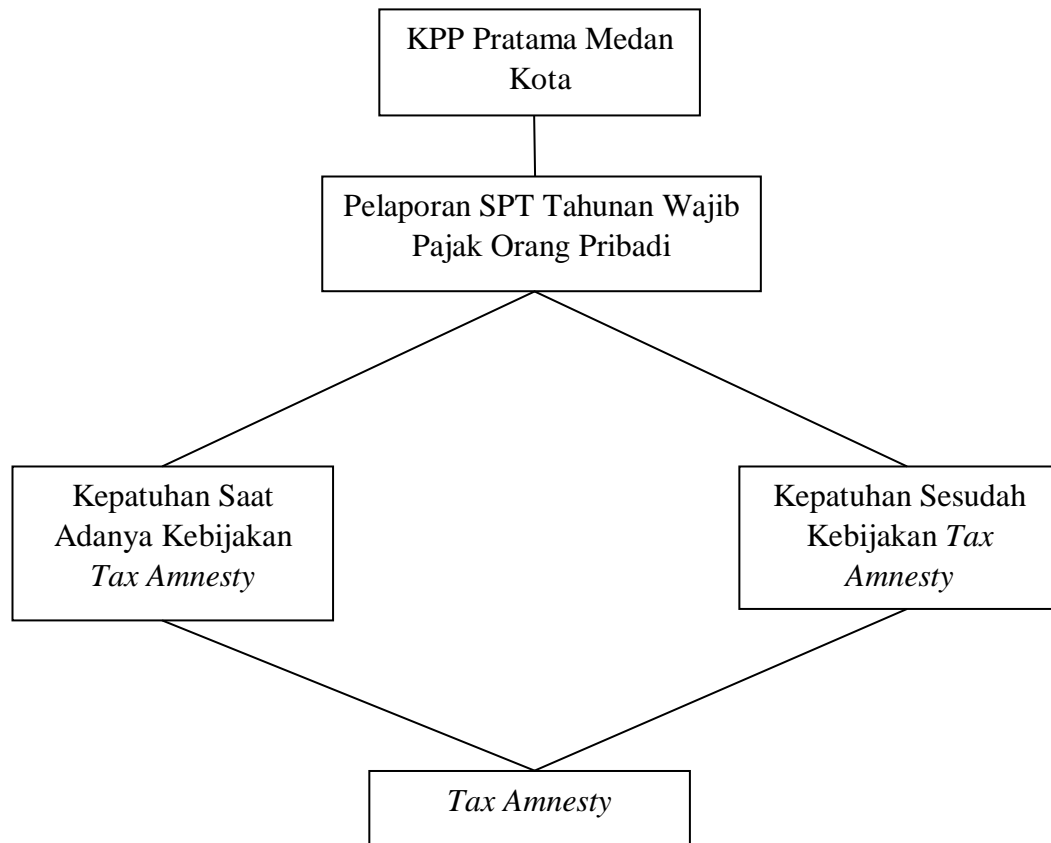 KPP Pratama Medan
Kota
Pelaporan SPT Tahunan Wajib
Pajak Orang Pribadi
Kepatuhan Saat
Adanya Kebijakan
Tax Amnesty
Kepatuhan Sesudah
Kebijakan Tax
Amnesty
Tax Amnesty